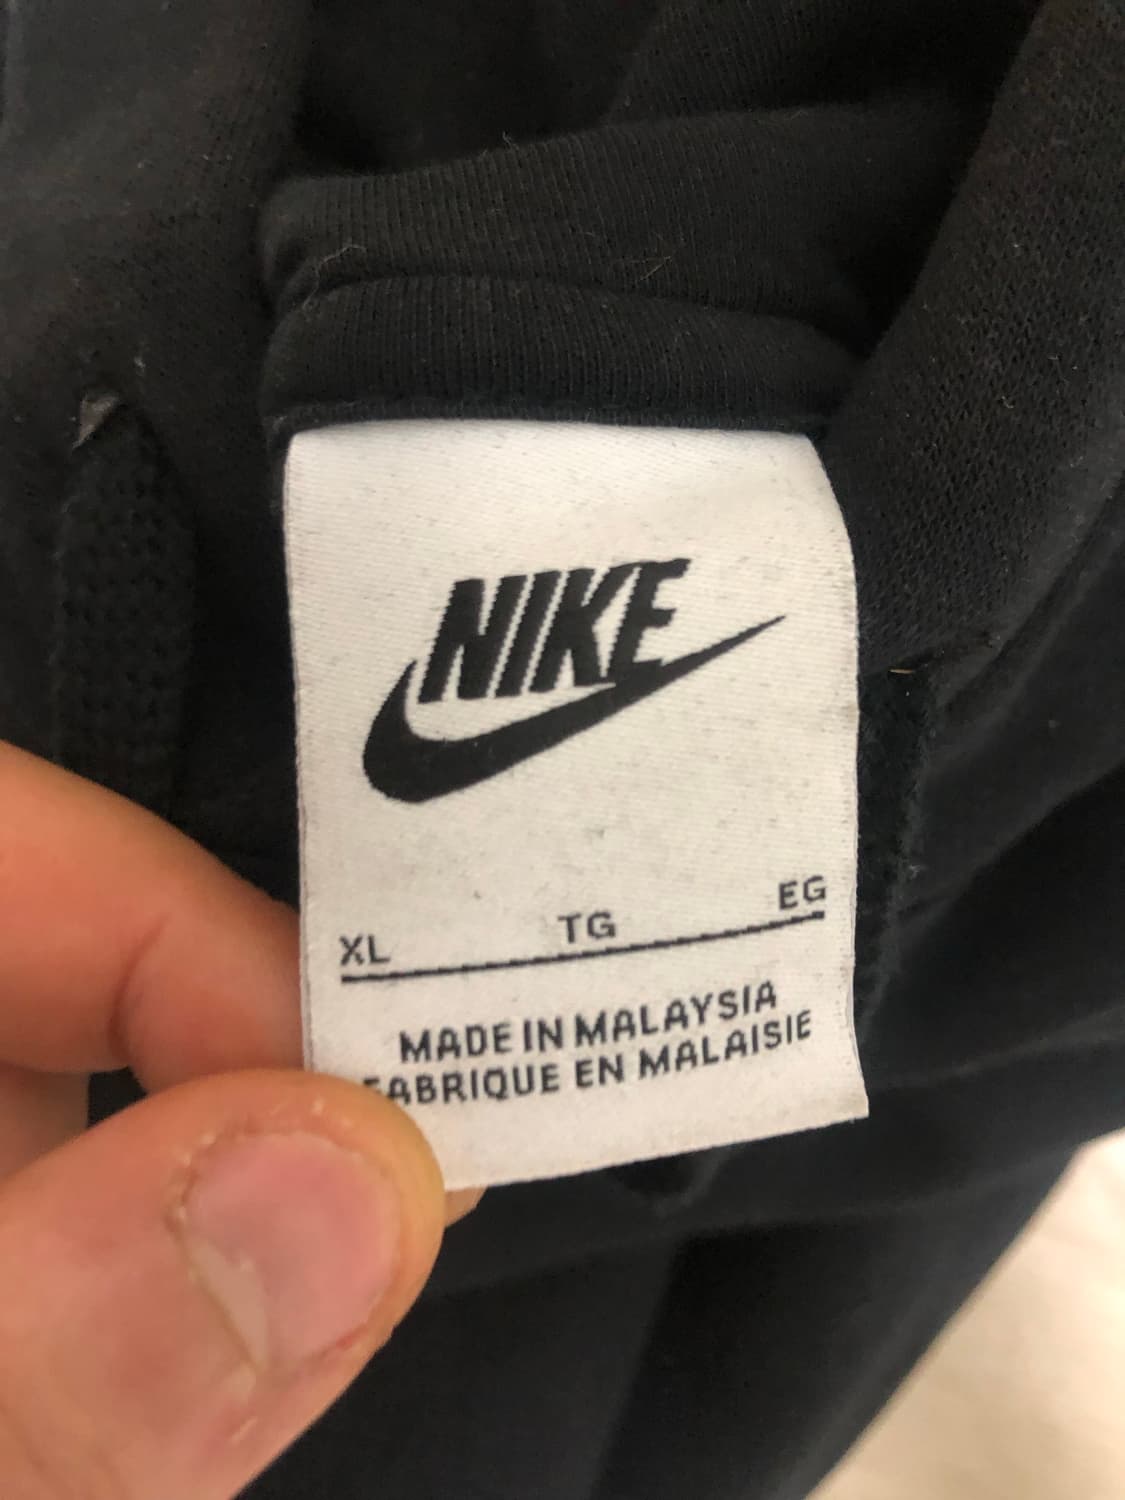 NIKE
XL TG EG
MADE IN MALAYSIA
FABRIQUE EN MALAISIE